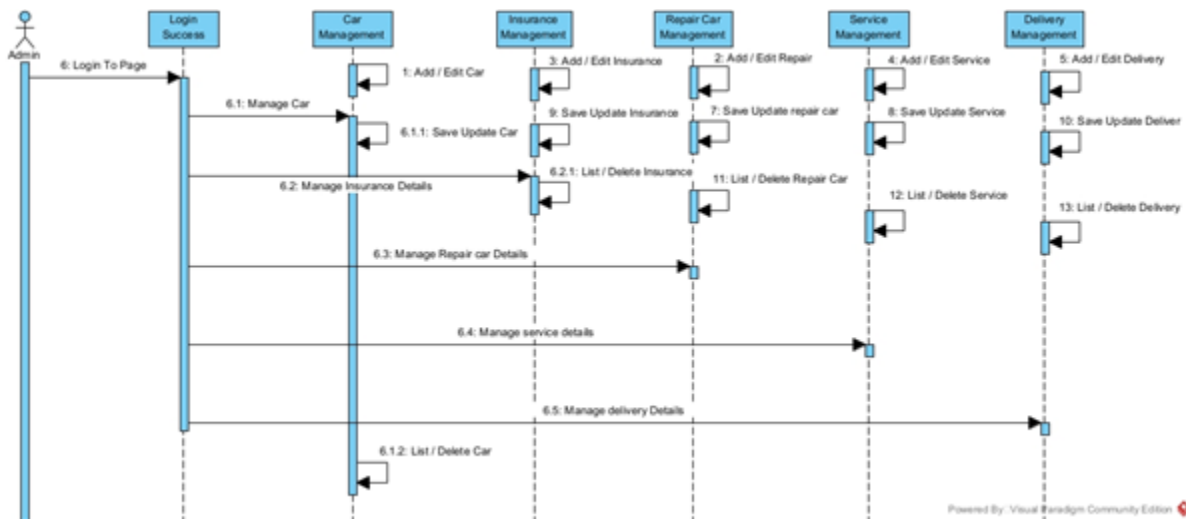 Login
Success
Car
Management
Insurance
Management
Repair Car
Management
Service
Management
Delivery
Management
Admin
6: Login To Page
1: Add / Edit Car
3: Add / Edit Insurance
2: Add / Edit Repair
4: Add / Edit Service
5: Add / Edit Delivery
6.1: Manage Car
6.1.1: Save Update Car
9: Save Update Insurance
7: Save Update repair car
8: Save Update Service
10: Save Update Deliver
6.2: Manage Insurance Details
6.2.1: List / Delete Insurance
11: List / Delete Repair Car
12: List / Delete Service
13: List / Delete Delivery
6.3: Manage Repair car Details
6.4: Manage service details
6.5: Manage delivery Details
6.1.2: List / Delete Car
Powered By: Visual Paradigm Community Edition